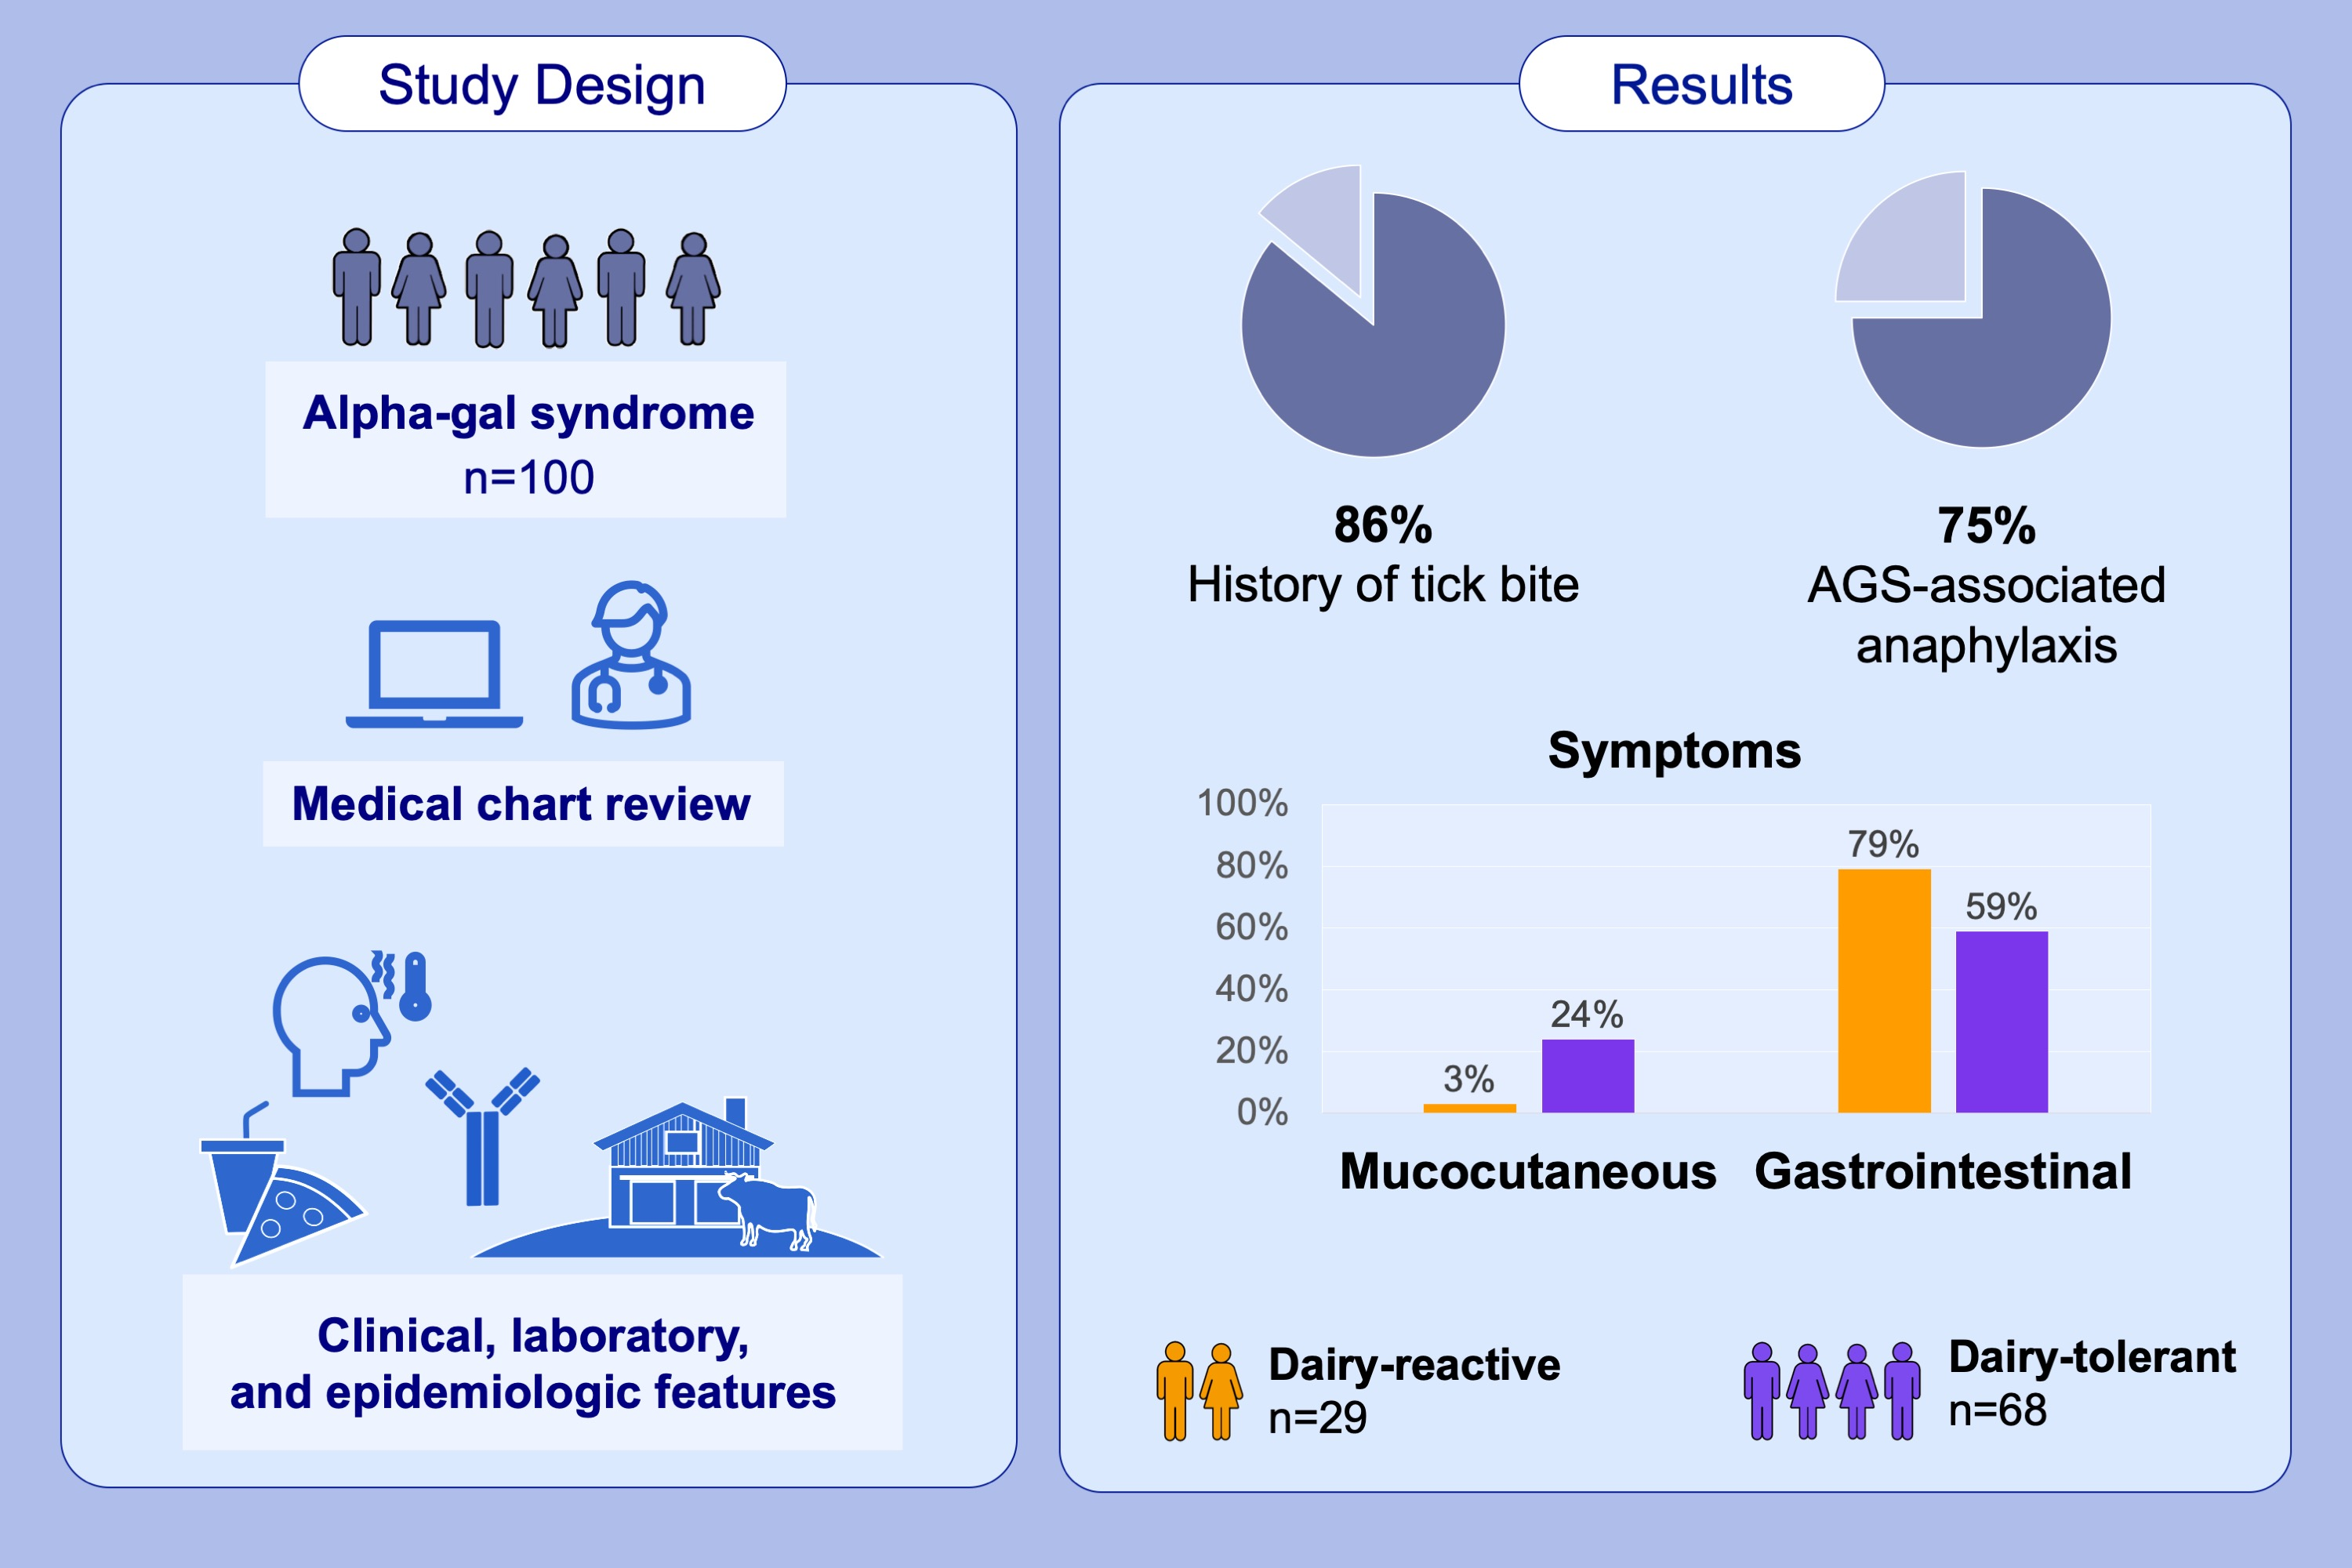 Study Design
Alpha-gal syndrome
n=100
Medical chart review
Clinical, laboratory,
and epidemiologic features
Results
86%
History of tick bite
75%
AGS-associated
anaphylaxis
Symptoms
100%
80%
60%
40%
20%
0%
3%
24%
79%
59%
Mucocutaneous
Gastrointestinal
Dairy-reactive
n=29
Dairy-tolerant
n=68